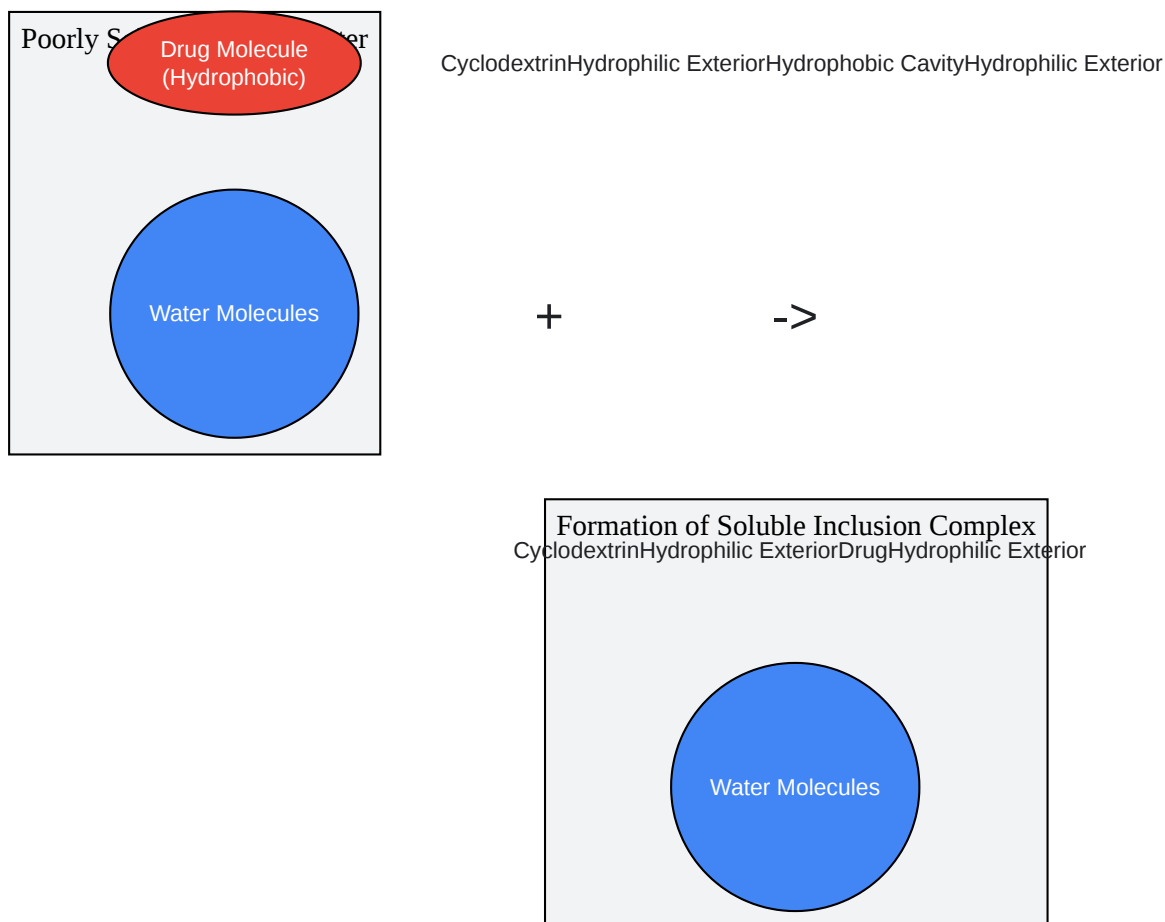 Poorly S er
Drug Molecule
(Hydrophobic)
CyclodextrinHydrophilic ExteriorHydrophobic CavityHydrophilic Exterior
Water Molecules
+
->
Formation of Soluble Inclusion Complex
CyclodextrinHydrophilic ExteriorDrugHydrophilic Exterior
Water Molecules